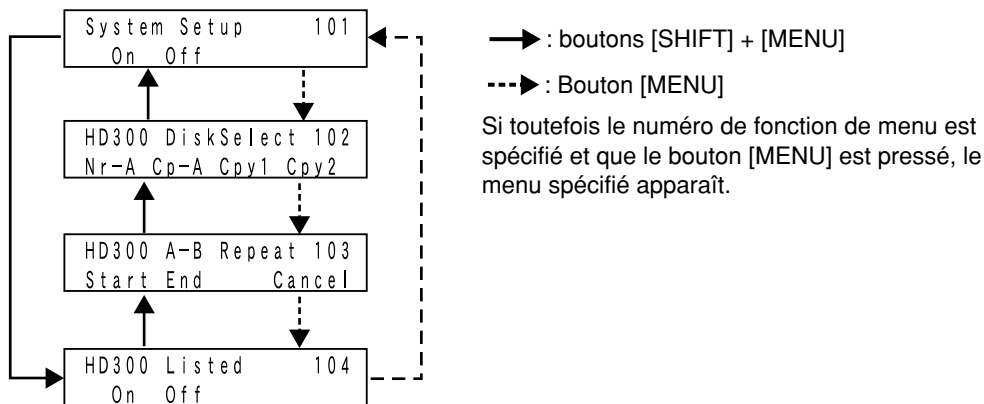 System Setup 101
On Off
HD300 DiskSelect 102
Nr-A Cp-A Cpy1 Cpy2
HD300 A-B Repeat 103
Start End Cancel
HD300 Listed 104
On Off
: boutons [SHIFT] + [MENU]
: Bouton [MENU]
Si toutefois le numéro de fonction de menu est
spécifié et que le bouton [MENU] est pressé, le
menu spécifié apparaît.